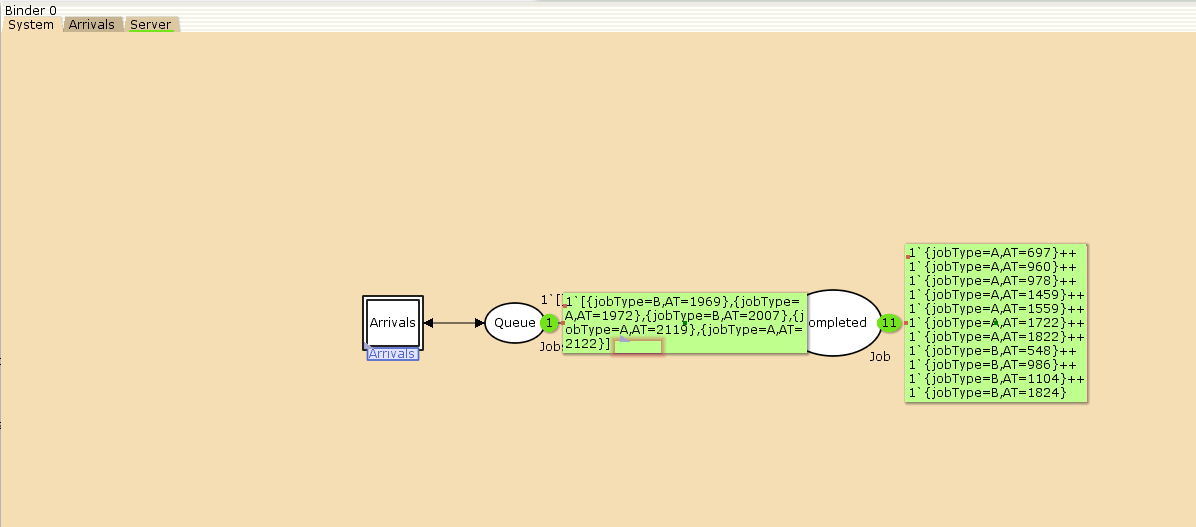 Binder 0
System Arrivals Server
Arrivals
Arrivals
Queue
1
1`[]
Jobs
1`[{jobType=B,AT=1969},{jobType=
A,AT=1972},{jobType=B,AT=2007},{j
obType=A,AT=2119},{jobType=A,AT=
2122}]
ompleted
11
Job
1`{jobType=A,AT=697}++
1`{jobType=A,AT=960}++
1`{jobType=A,AT=978}++
1`{jobType=A,AT=1459}++
1`{jobType=A,AT=1559}++
1`{jobType=A,AT=1722}++
1`{jobType=A,AT=1822}++
1`{jobType=B,AT=548}++
1`{jobType=B,AT=986}++
1`{jobType=B,AT=1104}++
1`{jobType=B,AT=1824}